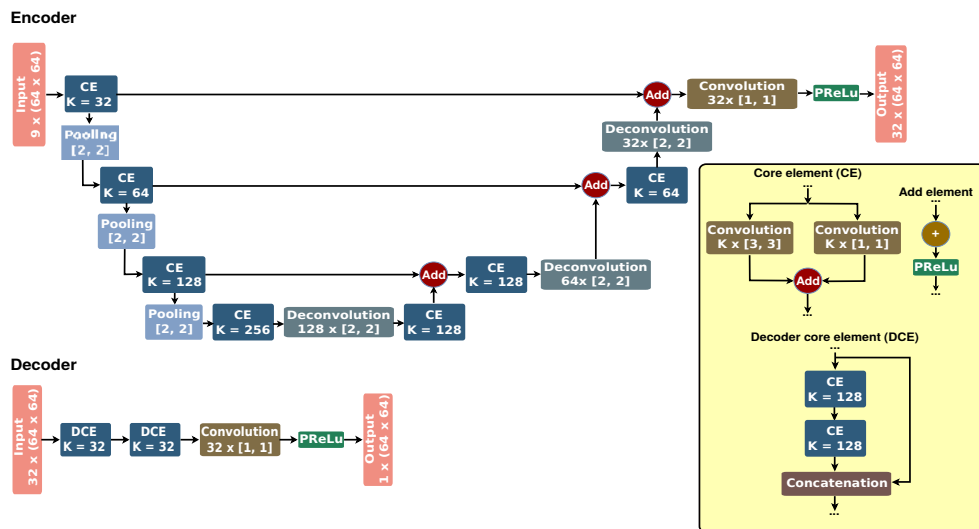 Encoder
Input
9 x (64 x 64)
CE
K = 32
Pooling
[2, 2]
CE
K = 64
Pooling
[2, 2]
CE
K = 128
Pooling
[2, 2]
CE
K = 256
Deconvolution
128 x [2, 2]
CE
K = 128
Add
CE
K = 128
Deconvolution
64x [2, 2]
Add
CE
K = 64
Deconvolution
32x [2, 2]
Add
Convolution
32x [1, 1]
PReLu
Output
32 x (64 x 64)
Core element (CE)
...
Convolution
K x [3, 3]
Convolution
K x [1, 1]
Add
...
Add element
...
+
PReLu
...
Decoder core element (DCE)
...
CE
K = 128
CE
K = 128
Concatenation
...
Decoder
Input
32 x (64 x 64)
DCE
K = 32
DCE
K = 32
Convolution
32 x [1, 1]
PReLu
Output
1 x (64 x 64)